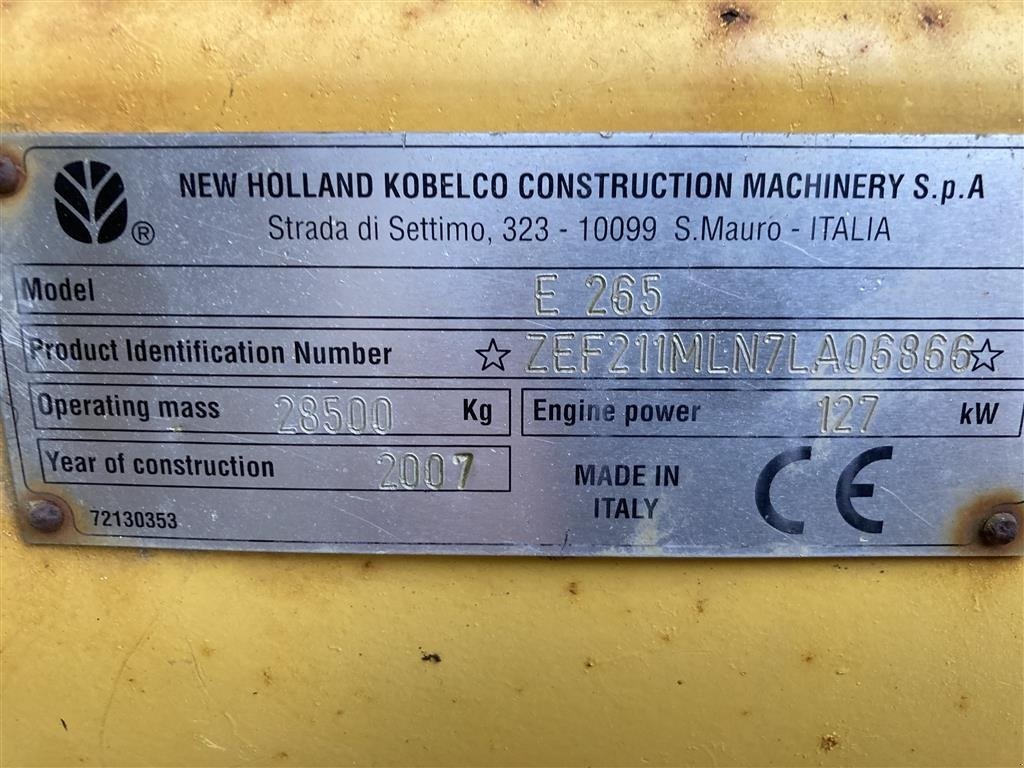 NEW HOLLAND KOBELCO CONSTRUCTION MACHINERY S.p.A
®
Strada di Settimo, 323 - 10099 S.Mauro - ITALIA
Model E 265
Product Identification Number ☆ ZEF211MLN7LA06866 ☆
Operating mass 28500 Kg Engine power 127 kW
Year of construction 2007
MADE IN ITALY CE
72130353